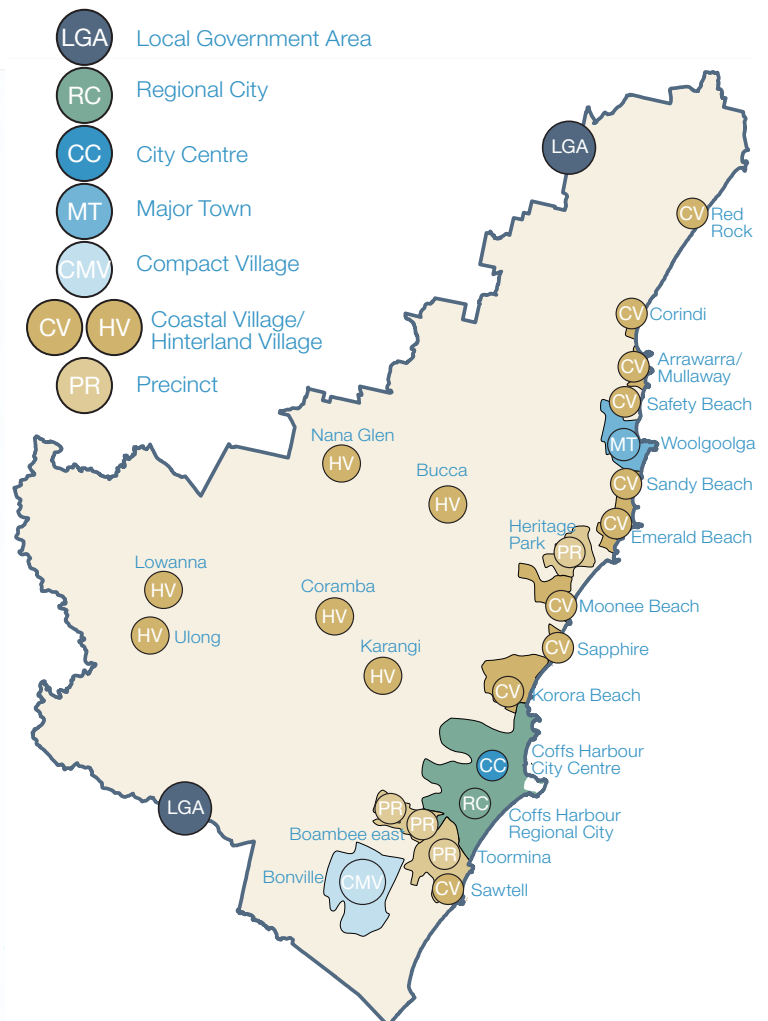 LGA
Local Government Area
RC
Regional City
CC
City Centre
MT
Major Town
CMV
Compact Village
CV
HV
Coastal Village/
Hinterland Village
PR
Precinct
LGA
CV
Red
Rock
CV
Corindi
CV
Arrawarra/
Mullaway
CV
Safety Beach
MT
Woolgoolga
Nana Glen
HV
Bucca
HV
CV
Sandy Beach
CV
Emerald Beach
Heritage
Park
PR
Lowanna
HV
Coramba
HV
CV
Moonee Beach
HV
Ulong
Karangi
HV
CV
Sapphire
CV
Korora Beach
CC
Coffs Harbour
City Centre
RC
Coffs Harbour
Regional City
LGA
PR
PR
Boambee east
PR
Toormina
Bonville
CMV
CV
Sawtell